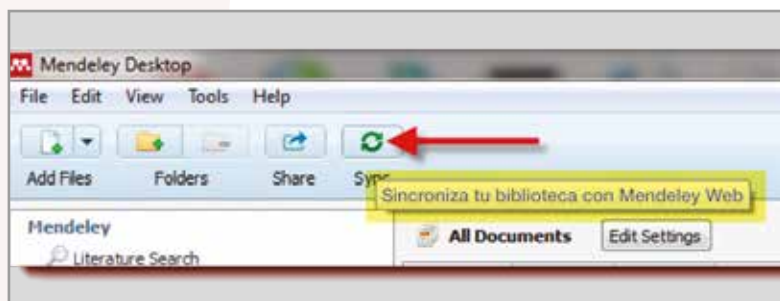 Mendeley Desktop
File Edit View Tools Help
Add Files Folders Share Sync
Sincroniza tu biblioteca con Mendeley Web
Mendeley
All Documents Edit Settings
Literature Search